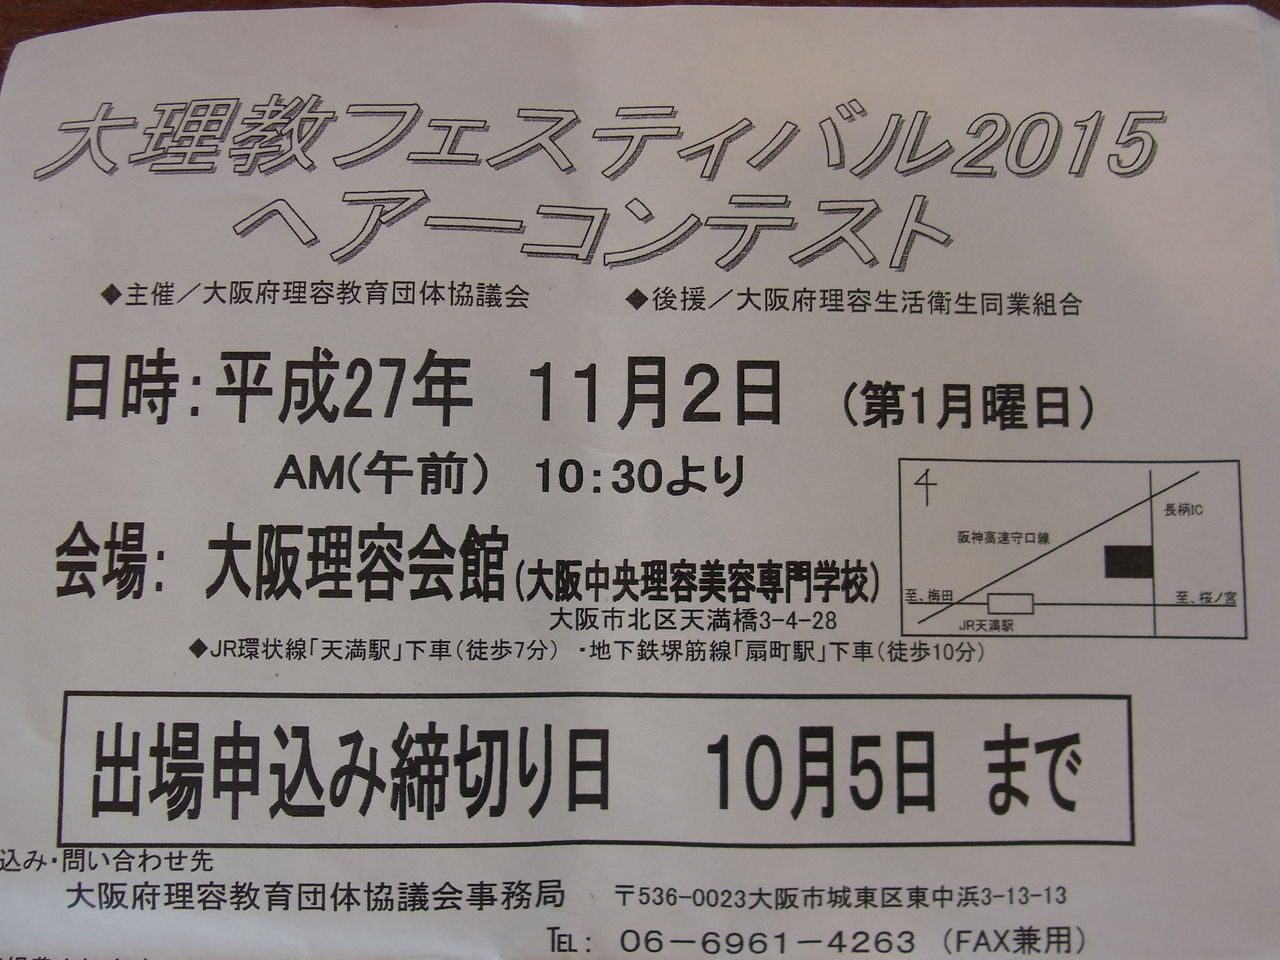 大理教フェスティバル2015
ヘアーコンテスト
◆主催／大阪府理容教育団体協議会 ◆後援／大阪府理容生活衛生同業組合
日時：平成27年 11月2日 （第1月曜日）
AM（午前） 10：30より
会場： 大阪理容会館（大阪中央理容美容専門学校）
大阪市北区天満橋3-4-28
◆JR環状線「天満駅」下車（徒歩7分） ・地下鉄堺筋線「扇町駅」下車（徒歩10分）
長柄IC
阪神高速守口線
至、梅田
至、桜ノ宮
JR天満駅
出場申込み締切り日 10月5日 まで
込み・問い合わせ先
大阪府理容教育団体協議会事務局 〒536-0023大阪市城東区東中浜3-13-13
TEL： 06－6961－4263 （FAX兼用）